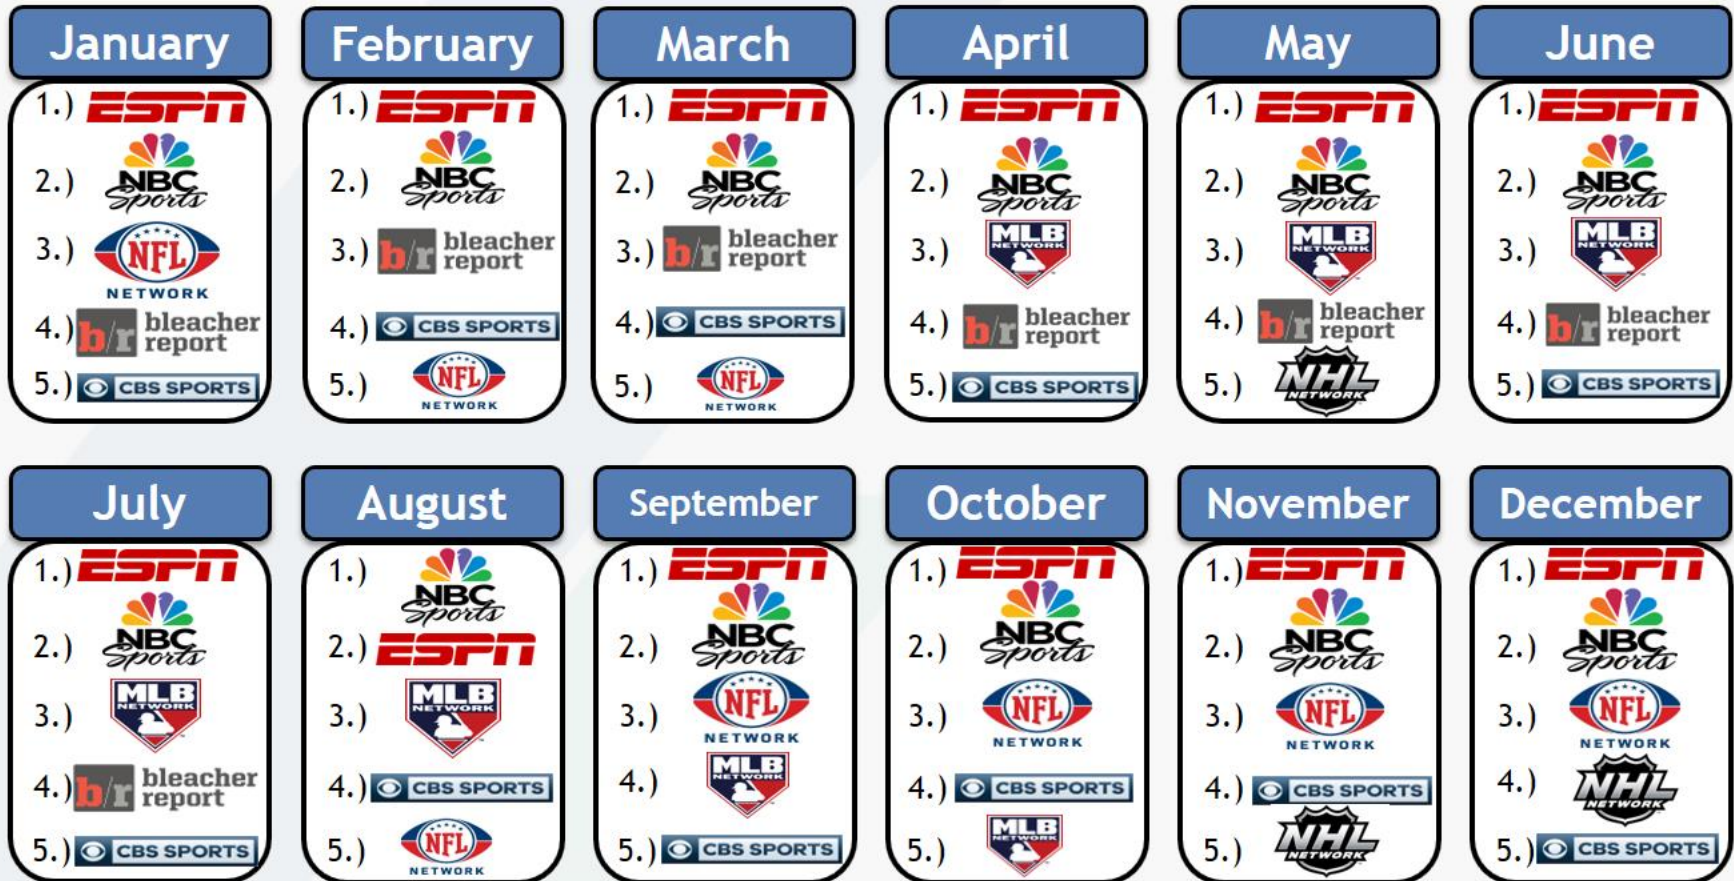 January
1.) ESPN
2.) NBC Sports
3.) NFL NETWORK
4.) b/r bleacher report
5.) CBS SPORTS
February
1.) ESPN
2.) NBC Sports
3.) b/r bleacher report
4.) CBS SPORTS
5.) NFL NETWORK
March
1.) ESPN
2.) NBC Sports
3.) b/r bleacher report
4.) CBS SPORTS
5.) NFL NETWORK
April
1.) ESPN
2.) NBC Sports
3.) MLB NETWORK
4.) b/r bleacher report
5.) CBS SPORTS
May
1.) ESPN
2.) NBC Sports
3.) MLB NETWORK
4.) b/r bleacher report
5.) NHL NETWORK
June
1.) ESPN
2.) NBC Sports
3.) MLB NETWORK
4.) b/r bleacher report
5.) CBS SPORTS
July
1.) ESPN
2.) NBC Sports
3.) MLB NETWORK
4.) b/r bleacher report
5.) CBS SPORTS
August
1.) NBC Sports
2.) ESPN
3.) MLB NETWORK
4.) CBS SPORTS
5.) NFL NETWORK
September
1.) ESPN
2.) NBC Sports
3.) NFL NETWORK
4.) MLB NETWORK
5.) CBS SPORTS
October
1.) ESPN
2.) NBC Sports
3.) NFL NETWORK
4.) CBS SPORTS
5.) MLB NETWORK
November
1.) ESPN
2.) NBC Sports
3.) NFL NETWORK
4.) CBS SPORTS
5.) NHL NETWORK
December
1.) ESPN
2.) NBC Sports
3.) NFL NETWORK
4.) NHL NETWORK
5.) CBS SPORTS